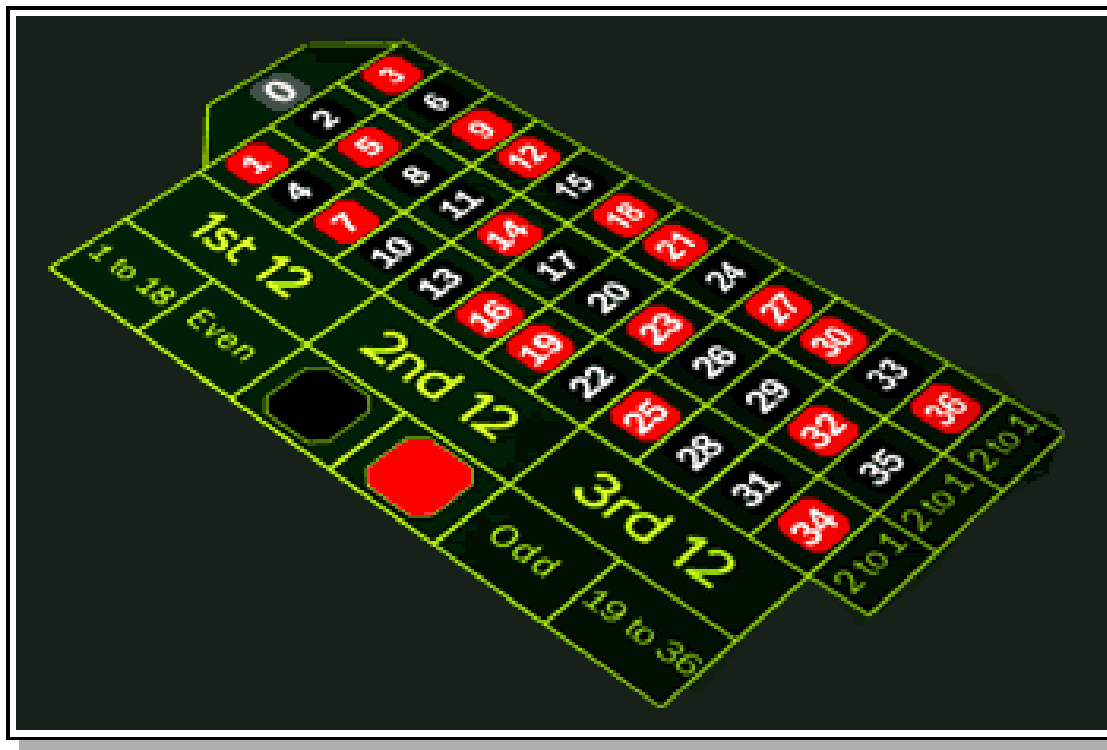 0
3 6 9 12 15 18 21 24 27 30 33 36 2 to 1
2 5 8 11 14 17 20 23 26 29 32 35 2 to 1
1 4 7 10 13 16 19 22 25 28 31 34 2 to 1
1st 12 2nd 12 3rd 12
1 to 18 Even Odd 19 to 36